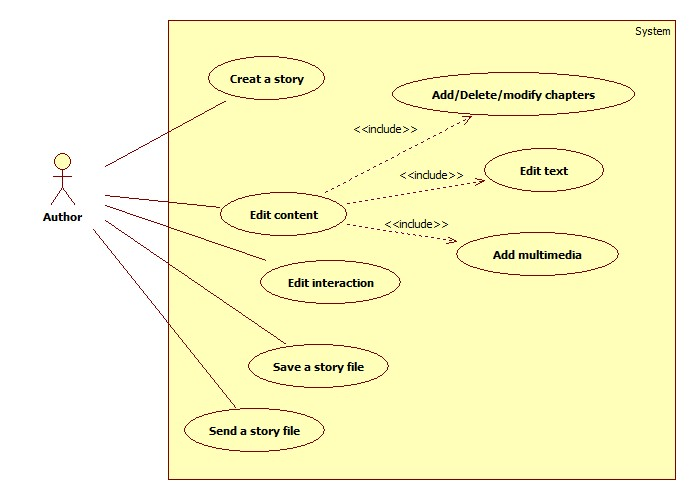 System
Creat a story
Add/Delete/modify chapters
<<include>>
Edit text
<<include>>
Author
Edit content
<<include>>
Add multimedia
Edit interaction
Save a story file
Send a story file